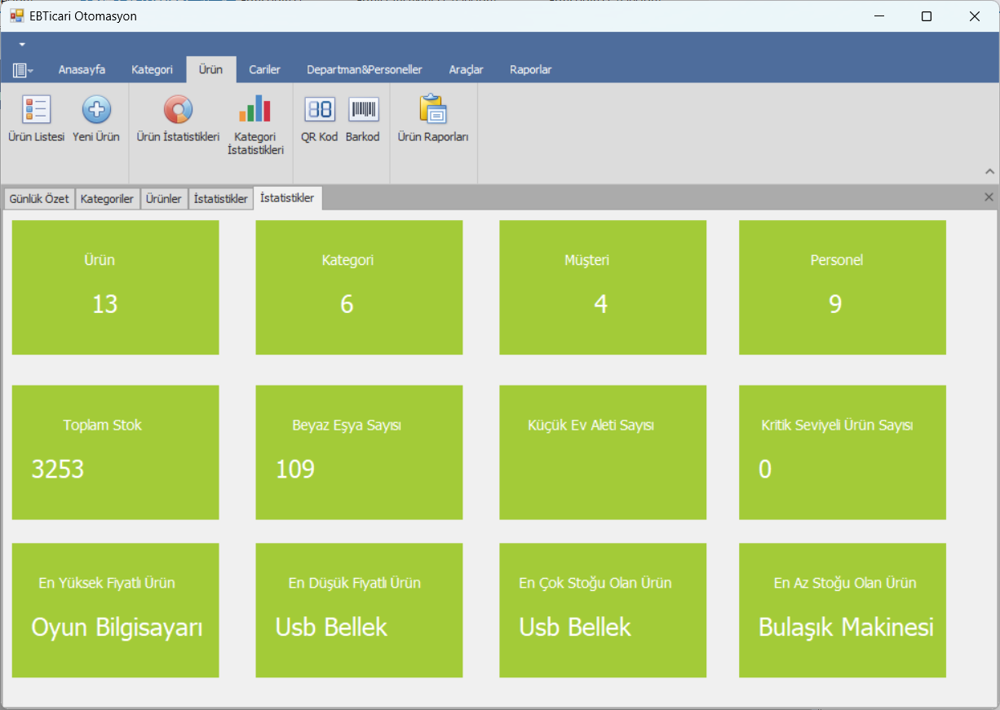 EBTicari Otomasyon
Anasayfa Kategori Ürün Cariler Departman&Personeller Araçlar Raporlar
Ürün Listesi Yeni Ürün Ürün İstatistikleri Kategori İstatistikleri QR Kod Barkod Ürün Raporları
Günlük Özet Kategoriler Ürünler İstatistikler İstatistikler
Ürün Kategori Müşteri Personel
13 6 4 9
Toplam Stok Beyaz Eşya Sayısı Küçük Ev Aleti Sayısı Kritik Seviyeli Ürün Sayısı
3253 109 0
En Yüksek Fiyatlı Ürün En Düşük Fiyatlı Ürün En Çok Stoğu Olan Ürün En Az Stoğu Olan Ürün
Oyun Bilgisayarı Usb Bellek Usb Bellek Bulaşık Makinesi